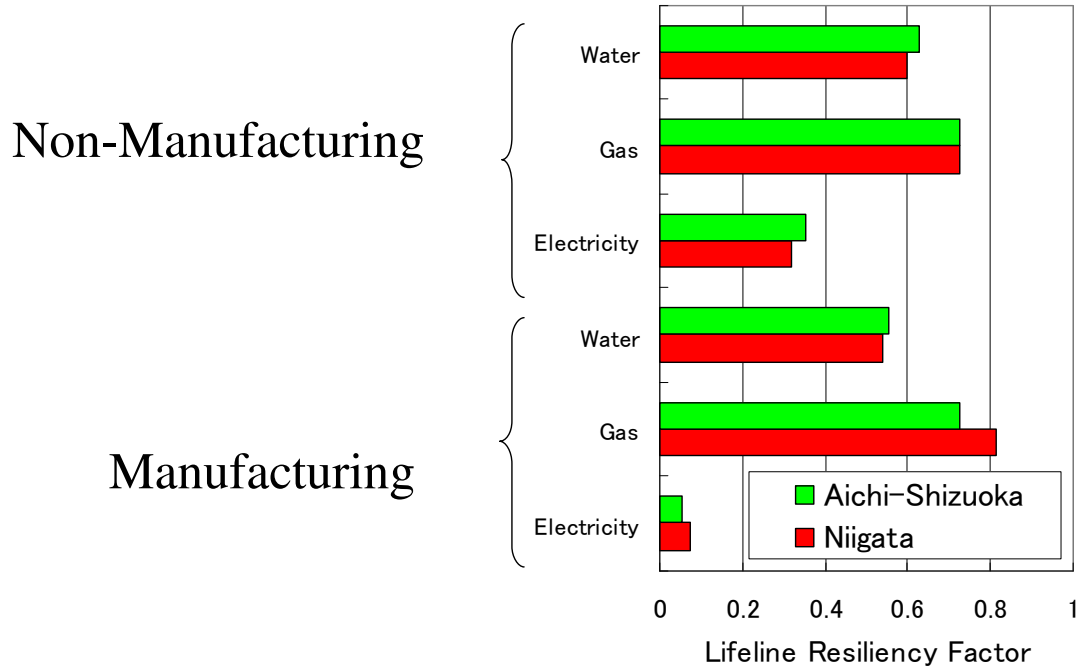 Non-Manufacturing
Water
Gas
Electricity
Manufacturing
Water
Gas
Electricity
Aichi-Shizuoka
Niigata
0 0.2 0.4 0.6 0.8 1
Lifeline Resiliency Factor